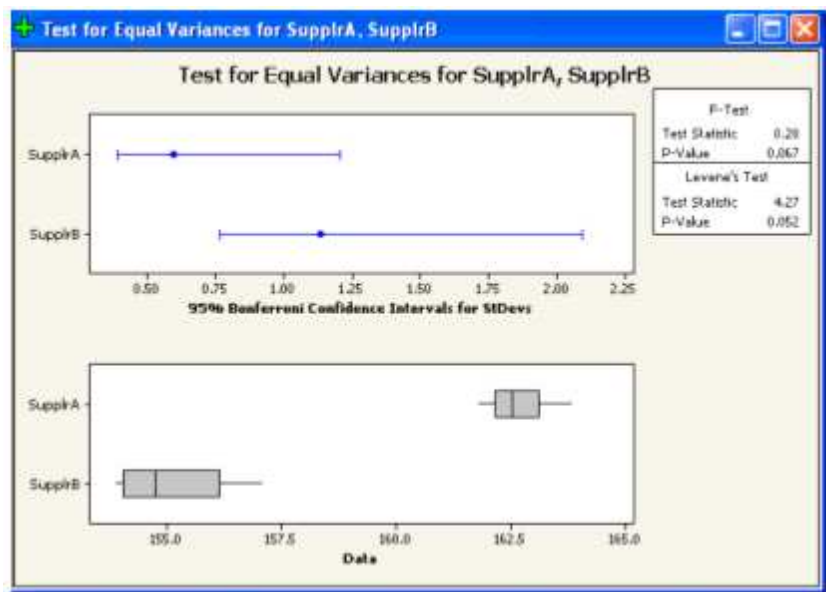 Test for Equal Variances for SupplrA, SupplrB
Test for Equal Variances for SupplrA, SupplrB
F-Test
Test Statistic 0.28
P-Value 0.067
Levene's Test
Test Statistic 4.27
P-Value 0.052
SupplrA
SupplrB
0.50 0.75 1.00 1.25 1.50 1.75 2.00 2.25
95% Bonferroni Confidence Intervals for StDevs
SupplrA
SupplrB
155.0 157.5 160.0 162.5 165.0
Data